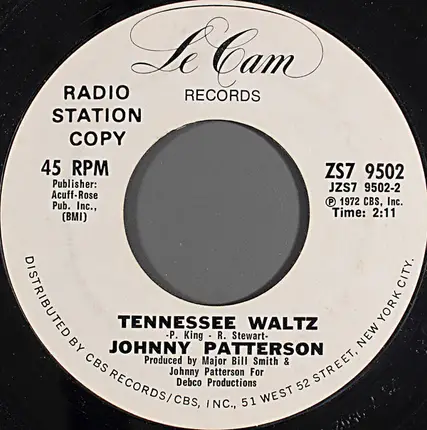 Le Cam
RECORDS
RADIO
STATION
COPY
45 RPM
Publisher:
Acuff-Rose
Pub. Inc.,
(BMI)
ZS7 9502
JZS7 9502-2
℗ 1972 CBS, Inc.
Time: 2:11
TENNESSEE WALTZ
-P. King - R. Stewart-
JOHNNY PATTERSON
Produced by Major Bill Smith &
Johnny Patterson For
Debco Productions
DISTRIBUTED BY CBS RECORDS/CBS, INC., 51 WEST 52 STREET, NEW YORK CITY.